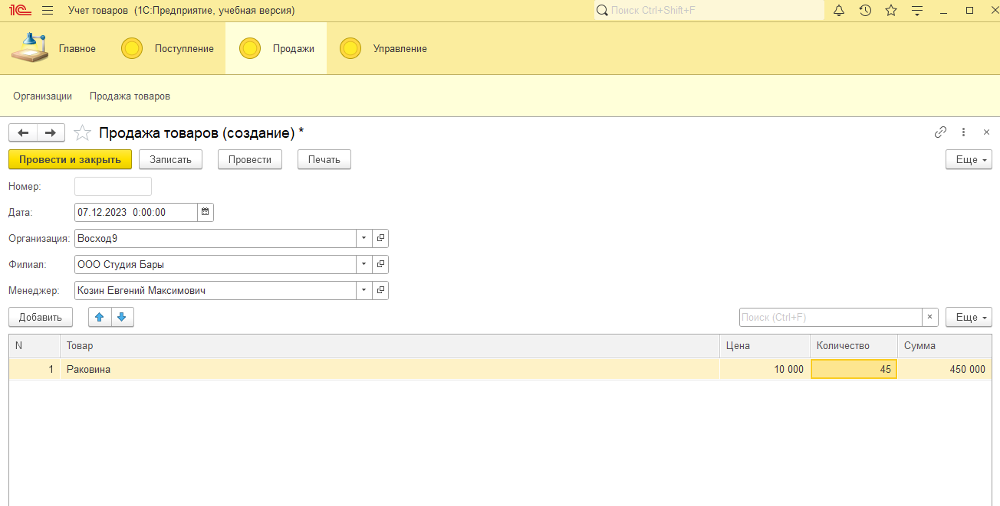 1С Учет товаров (1С:Предприятие, учебная версия) Поиск Ctrl+Shift+F
Главное Поступление Продажи Управление
Организации Продажа товаров
Продажа товаров (создание) *
Провести и закрыть Записать Провести Печать Еще
Номер:
Дата: 07.12.2023 0:00:00
Организация: Восход9
Филиал: ООО Студия Бары
Менеджер: Козин Евгений Максимович
Добавить Поиск (Ctrl+F) × Еще
N Товар Цена Количество Сумма
1 Раковина 10 000 45 450 000